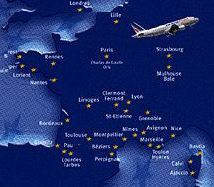 Londres
Lille
Paris
Charles de Gaulle
Orly
Strasbourg
Brest
Rennes
Lorient
Mulhouse
Bale
Nantes
Clermont
Ferrand
Lyon
Limoges
St-Etienne
Grenoble
Bordeaux
Avignon
Nice
Nimes
Toulouse
Montpellier
Marseille
Toulon
Hyères
Pau
Béziers
Lourdes
Tarbes
Perpignan
Bastia
Calvi
Ajaccio